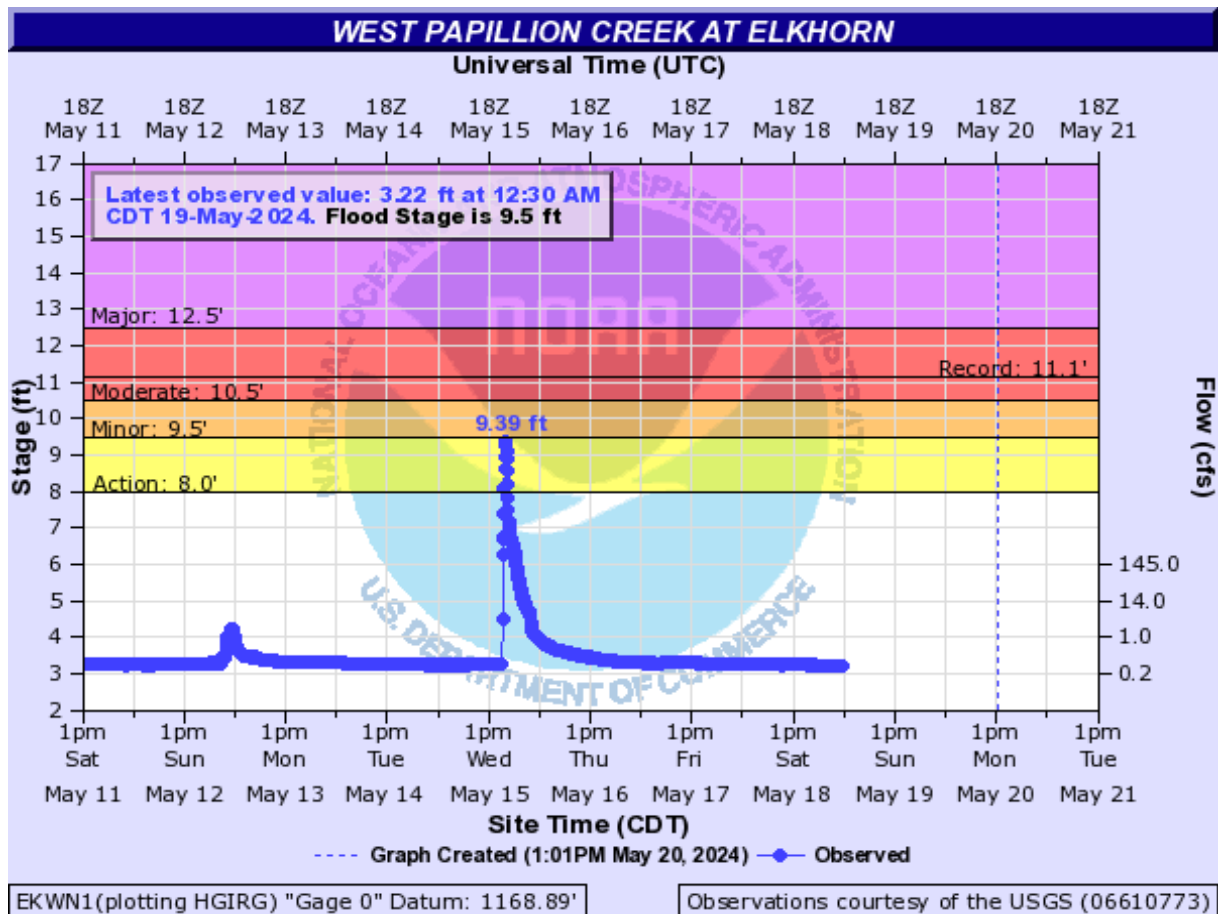 WEST PAPILLION CREEK AT ELKHORN
Universal Time (UTC)
18Z 18Z 18Z 18Z 18Z 18Z 18Z 18Z 18Z 18Z 18Z
May 11 May 12 May 13 May 14 May 15 May 16 May 17 May 18 May 19 May 20 May 21
17
16
15
14
13
12
11
10
9
8
7
6
5
4
3
2
Stage (ft)
Latest observed value: 3.22 ft at 12:30 AM
CDT 19-May-2024. Flood Stage is 9.5 ft
Major: 12.5'
Record: 11.1'
Moderate: 10.5'
Minor: 9.5'
9.39 ft
Action: 8.0'
NATIONAL OCEANIC AND ATMOSPHERIC ADMINISTRATION
NOAA
U.S. DEPARTMENT OF COMMERCE
Flow (cfs)
145.0
14.0
1.0
0.2
1pm 1pm 1pm 1pm 1pm 1pm 1pm 1pm 1pm 1pm 1pm
Sat Sun Mon Tue Wed Thu Fri Sat Sun Mon Tue
May 11 May 12 May 13 May 14 May 15 May 16 May 17 May 18 May 19 May 20 May 21
Site Time (CDT)
Graph Created (1:01PM May 20, 2024) Observed
EKWN1(plotting HGIRG) "Gage 0" Datum: 1168.89'
Observations courtesy of the USGS (06610773)